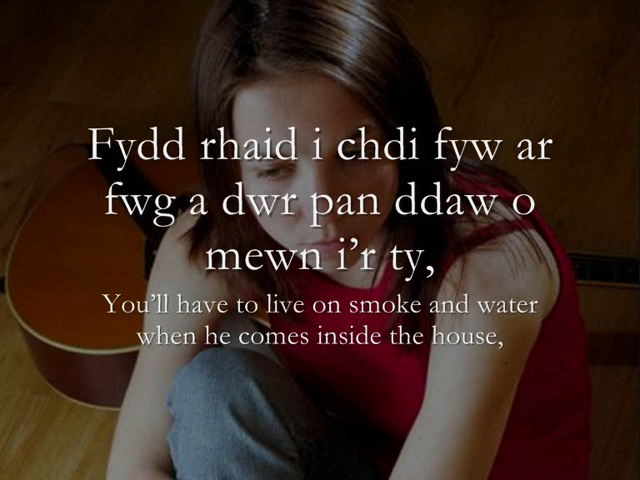 Fydd rhaid i chdi fyw ar
fwg a dwr pan ddaw o
mewn i’r ty,
You’ll have to live on smoke and water
when he comes inside the house,